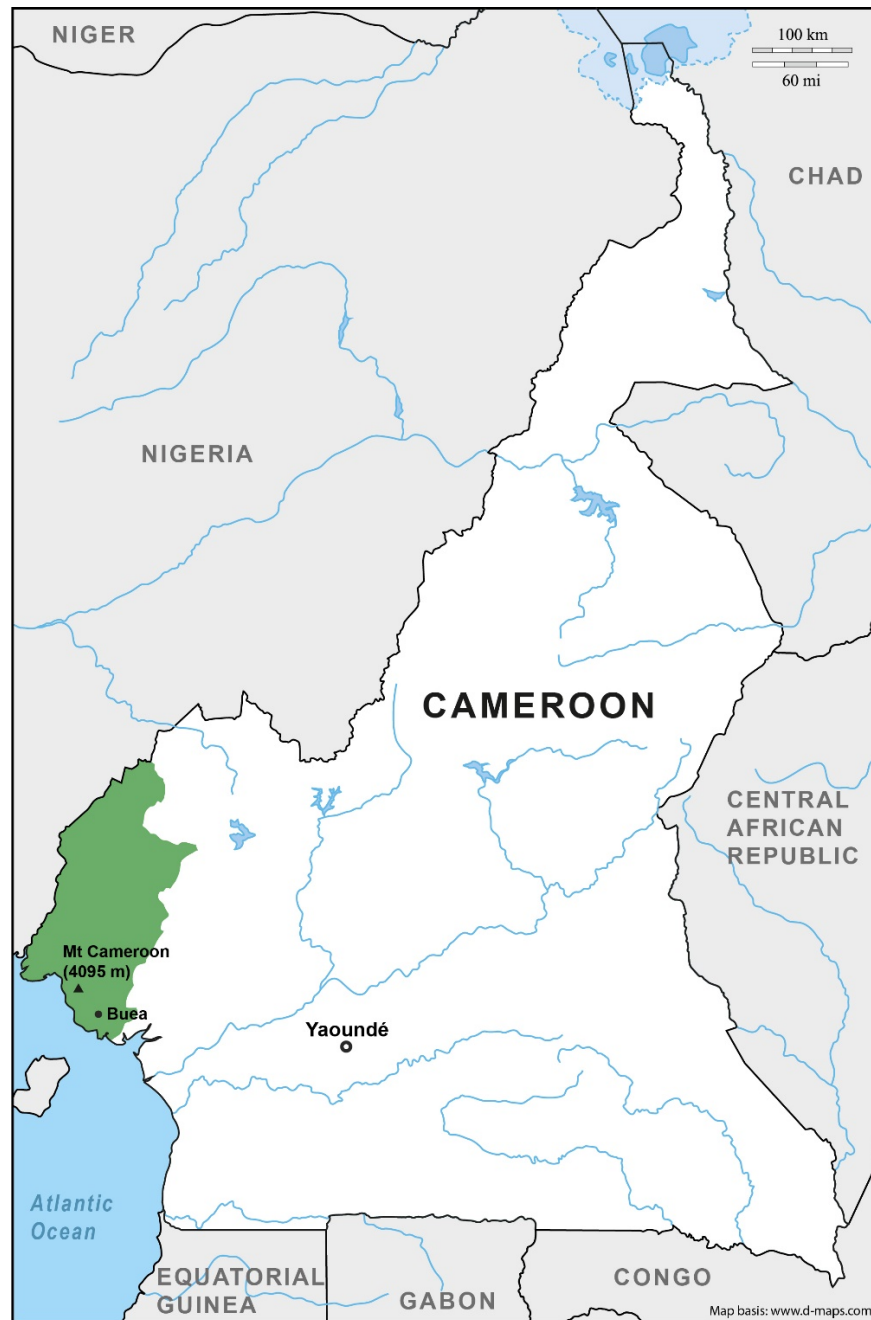 NIGER
100 km
60 mi
CHAD
NIGERIA
CAMEROON
CENTRAL
AFRICAN
REPUBLIC
Mt Cameroon
(4095 m)
Buea
Yaoundé
Atlantic
Ocean
EQUATORIAL
GUINEA
GABON
CONGO
Map basis: www.d-maps.com